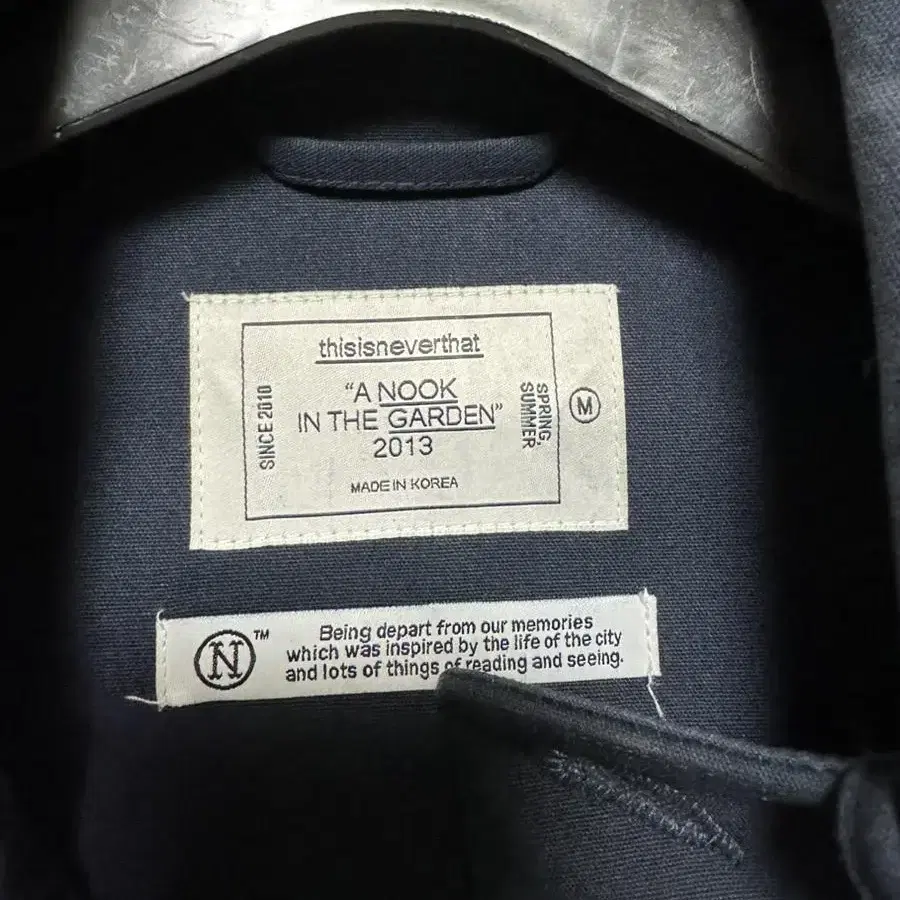 thisisneverthat
SINCE 2010
"A NOOK
IN THE GARDEN"
2013
SPRING,
SUMMER,
M
MADE IN KOREA
N™
Being depart from our memories
which was inspired by the life of the city
and lots of things of reading and seeing.